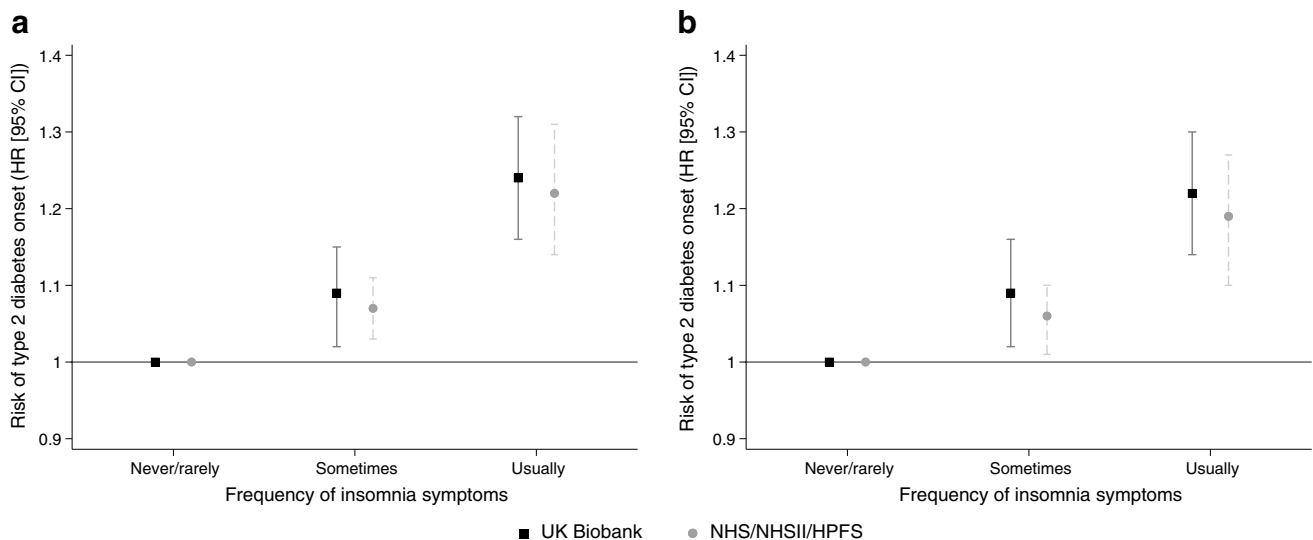 a
Risk of type 2 diabetes onset (HR [95% CI])
1.4
1.3
1.2
1.1
1
0.9
Never/rarely Sometimes Usually
Frequency of insomnia symptoms
b
Risk of type 2 diabetes onset (HR [95% CI])
1.4
1.3
1.2
1.1
1
0.9
Never/rarely Sometimes Usually
Frequency of insomnia symptoms
UK Biobank NHS/NHSII/HPFS